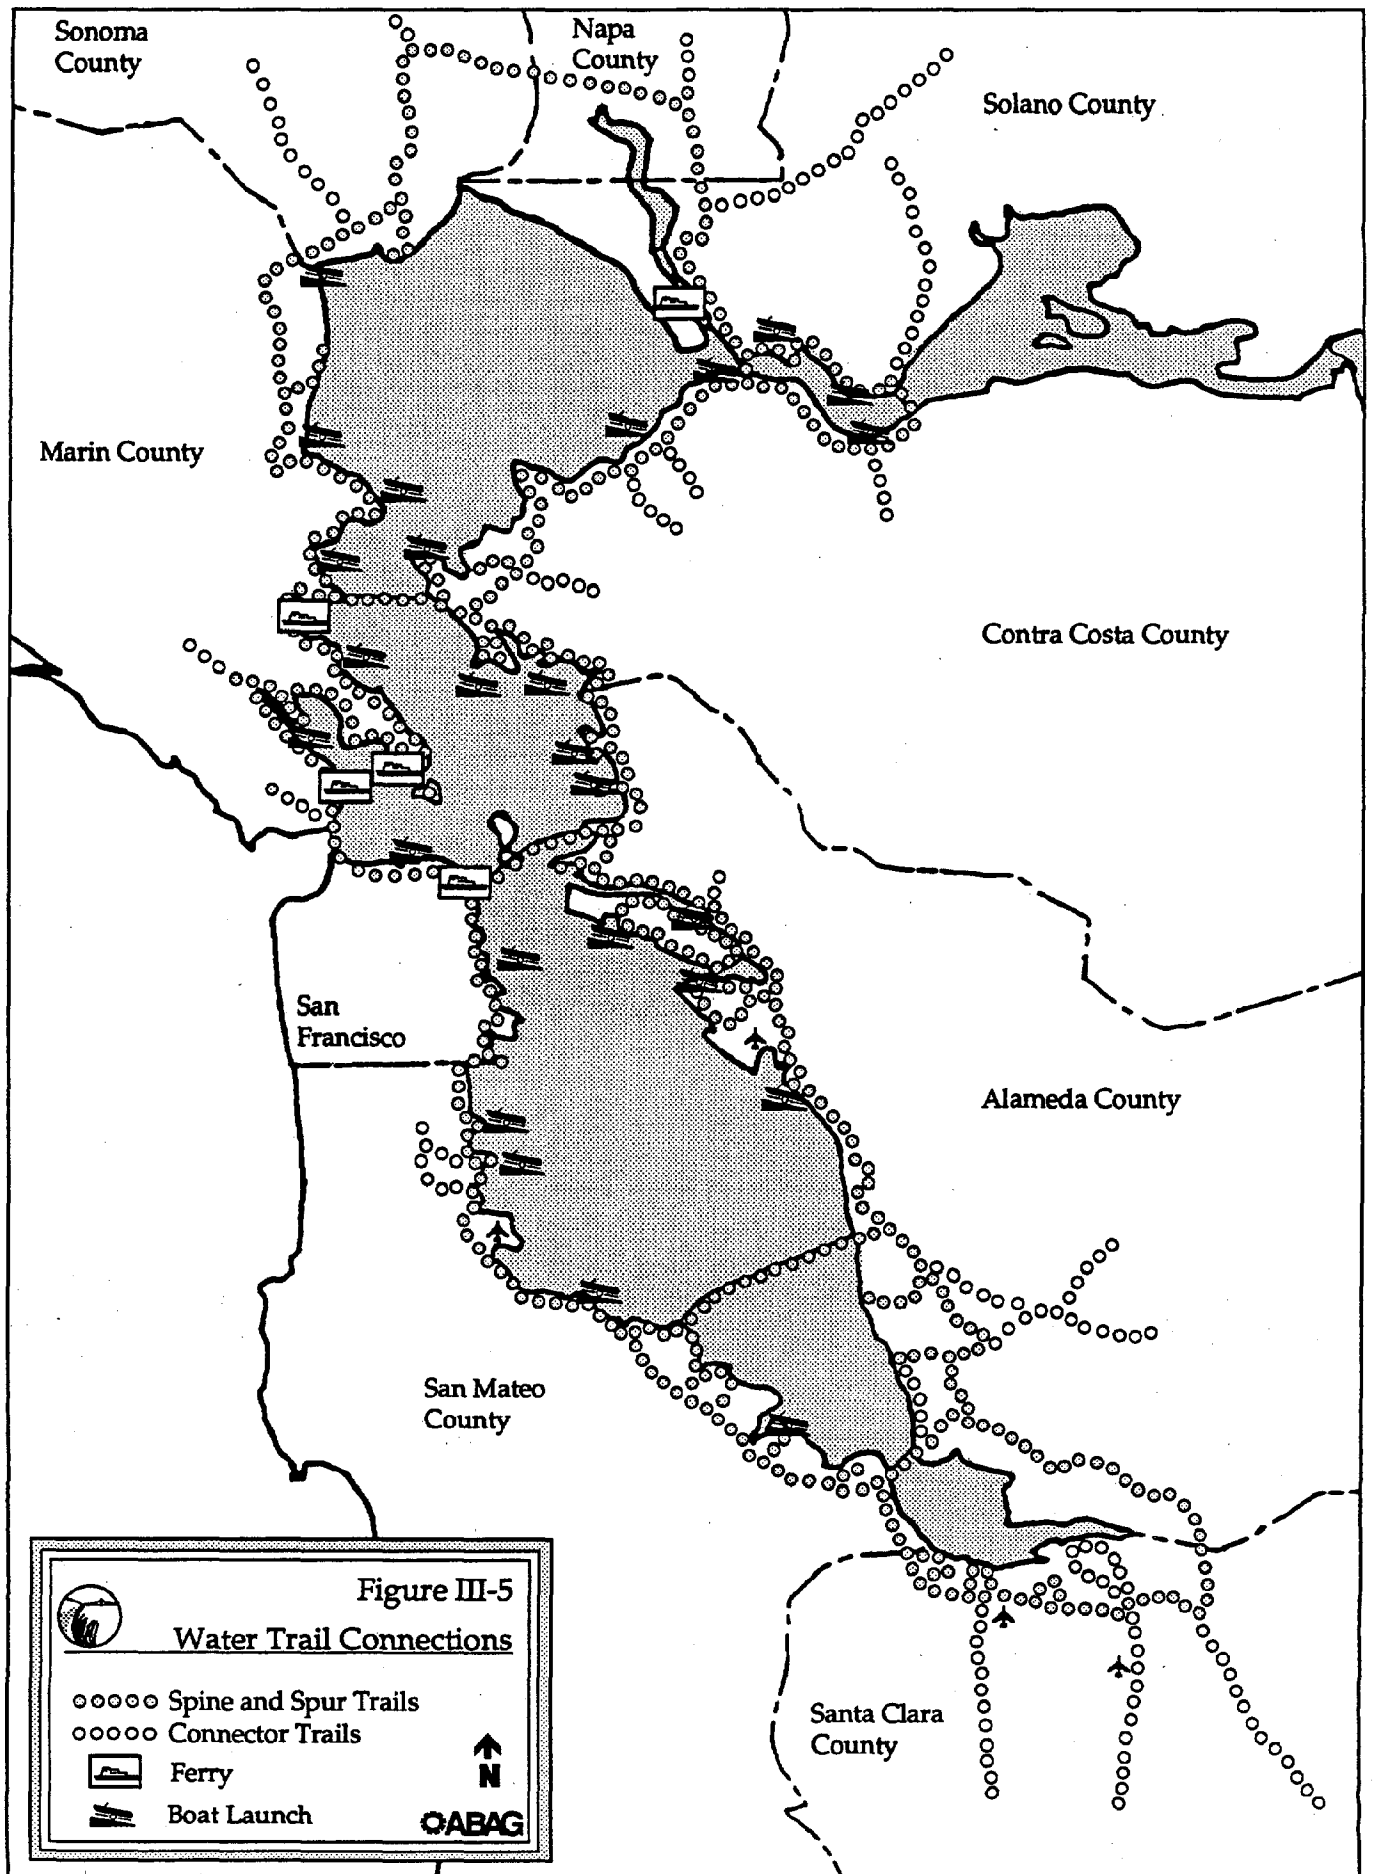 Sonoma
County
Napa
County
Solano County
Marin County
Contra Costa County
San
Francisco
Alameda County
San Mateo
County
Santa Clara
County
Figure III-5
Water Trail Connections
Spine and Spur Trails
Connector Trails
Ferry
Boat Launch
N
ABAG